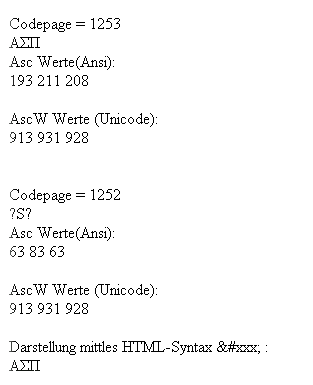 Codepage = 1253
ΑΣΠ
Asc Werte(Ansi):
193 211 208
AscW Werte (Unicode):
913 931 928
Codepage = 1252
?S?
Asc Werte(Ansi):
63 83 63
AscW Werte (Unicode):
913 931 928
Darstellung mittles HTML-Syntax &#xxx; :
ΑΣΠ